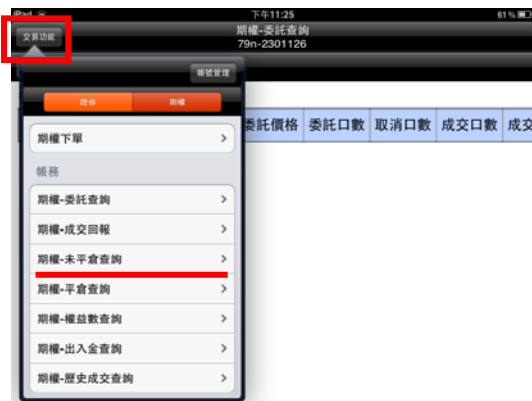 iPad
下午11:25
61%
交易功能
期權-委託查詢
79n-2301126
帳號管理
證券
期權
委託價格 委託口數 取消口數 成交口數 成交
期權下單
帳務
期權-委託查詢
期權-成交回報
期權-未平倉查詢
期權-平倉查詢
期權-權益數查詢
期權-出入金查詢
期權-歷史成交查詢